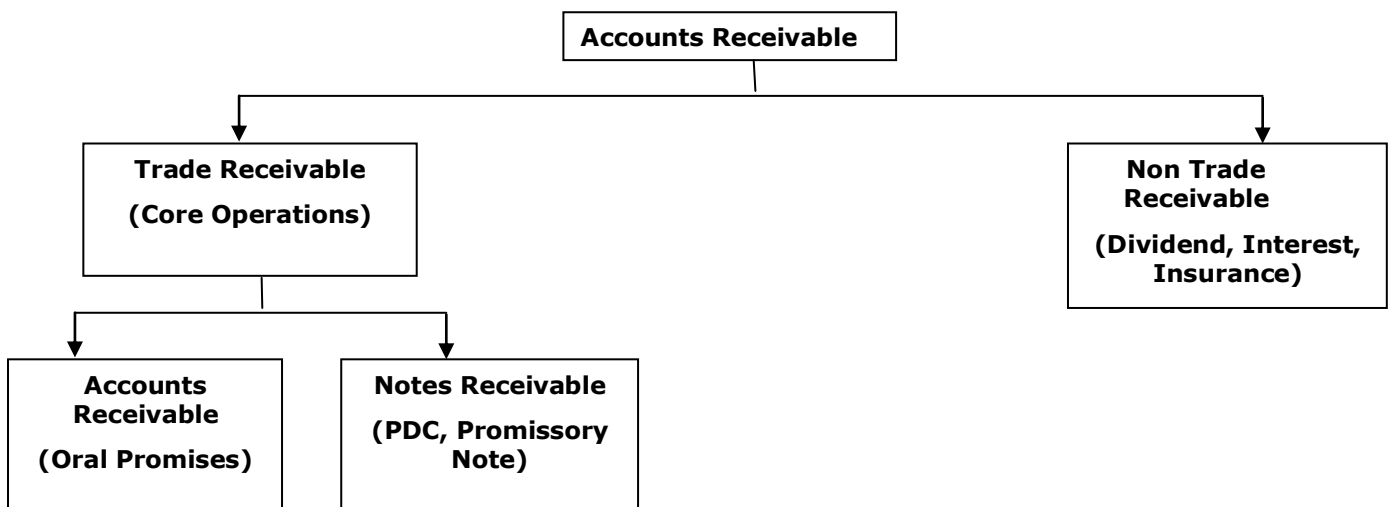 Accounts Receivable
Trade Receivable
(Core Operations)
Non Trade
Receivable
(Dividend, Interest,
Insurance)
Accounts
Receivable
(Oral Promises)
Notes Receivable
(PDC, Promissory
Note)